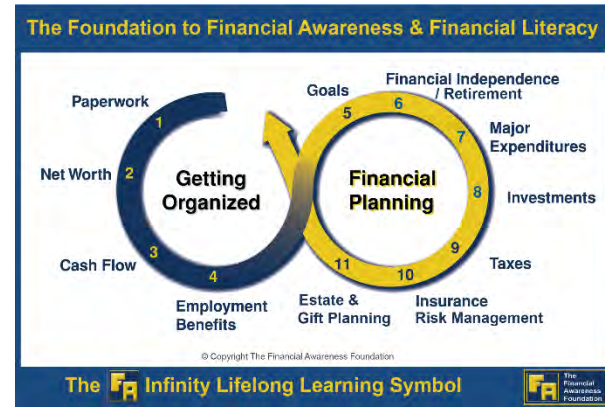 The Foundation to Financial Awareness & Financial Literacy
Paperwork
1
Net Worth
2
Cash Flow
3
4
Employment
Benefits
Getting
Organized
Goals
5
Financial Independence
/ Retirement
6
7
Major
Expenditures
8
Investments
9
Taxes
10
Insurance
Risk Management
11
Estate &
Gift Planning
Financial
Planning
© Copyright The Financial Awareness Foundation
The FA Infinity Lifelong Learning Symbol
FA
The
Financial
Awareness
Foundation